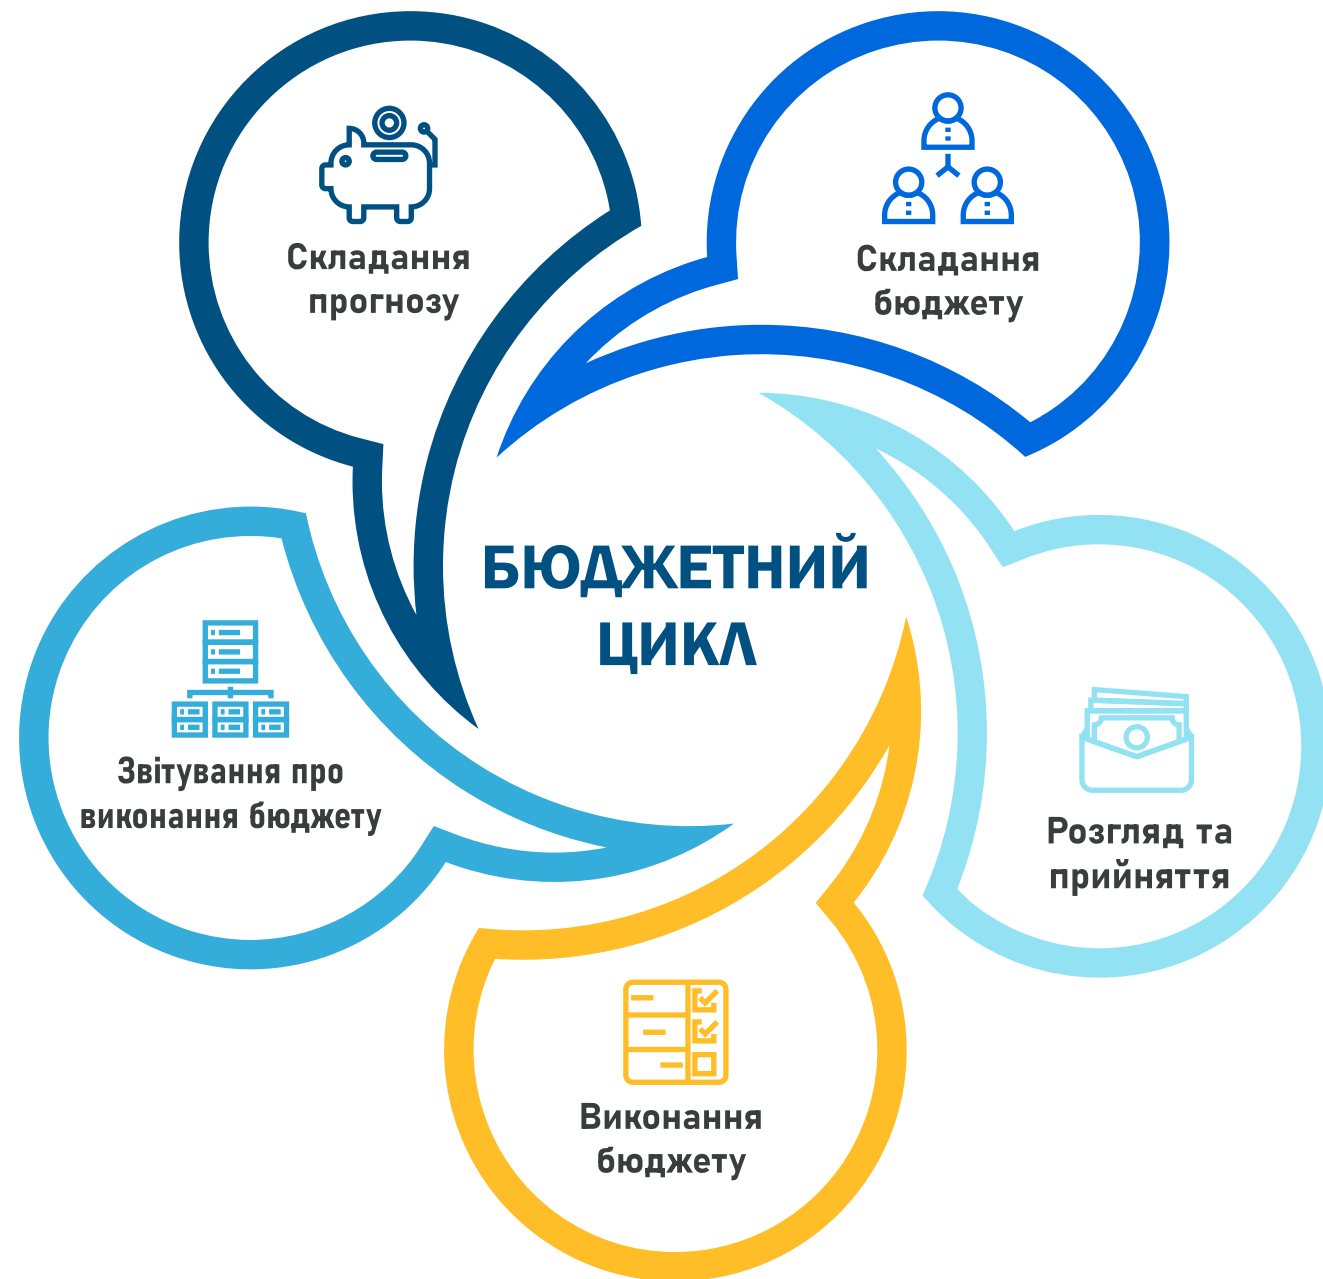 Складання
прогнозу
Складання
бюджету
БЮДЖЕТНИЙ
ЦИКЛ
Розгляд та
прийняття
Виконання
бюджету
Звітування про
виконання бюджету